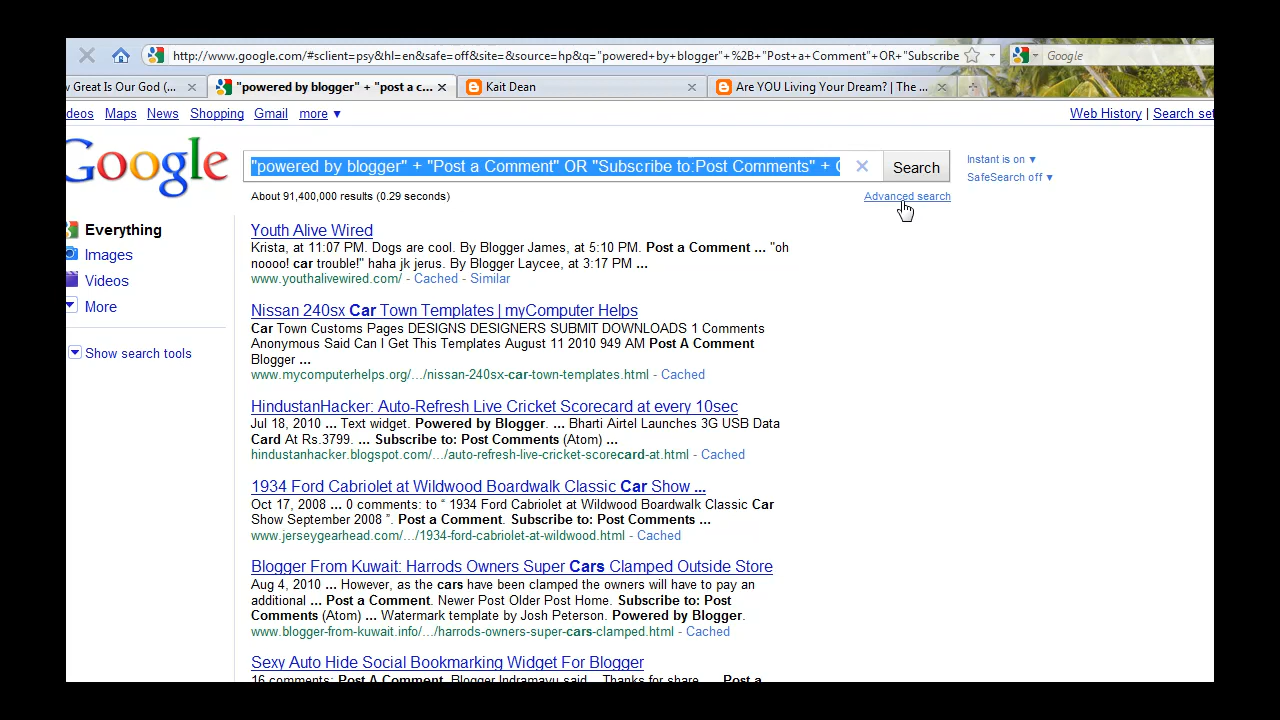 http://www.google.com/#sclient=psy&hl=en&safe=off&site=&source=hp&q="powered+by+blogger"+%2B+"Post+a+Comment"+OR+"Subscribe
Google
w Great Is Our God (...
"powered by blogger" + "post a c...
Kait Dean
Are YOU Living Your Dream? | The ...
deos Maps News Shopping Gmail more ▼
Web History | Search set
Google
"powered by blogger" + "Post a Comment" OR "Subscribe to:Post Comments" +
Search
Instant is on ▼
SafeSearch off ▼
About 91,400,000 results (0.29 seconds)
Advanced search
Everything
Images
Videos
More
Show search tools
Youth Alive Wired
Krista, at 11:07 PM. Dogs are cool. By Blogger James, at 5:10 PM. Post a Comment ... "oh
noooo! car trouble!" haha jk jerus. By Blogger Laycee, at 3:17 PM ...
www.youthalivewired.com/ - Cached - Similar
Nissan 240sx Car Town Templates | myComputer Helps
Car Town Customs Pages DESIGNS DESIGNERS SUBMIT DOWNLOADS 1 Comments
Anonymous Said Can I Get This Templates August 11 2010 949 AM Post A Comment
Blogger ...
www.mycomputerhelps.org/.../nissan-240sx-car-town-templates.html - Cached
HindustanHacker: Auto-Refresh Live Cricket Scorecard at every 10sec
Jul 18, 2010 ... Text widget. Powered by Blogger. ... Bharti Airtel Launches 3G USB Data
Card At Rs.3799. ... Subscribe to: Post Comments (Atom) ...
hindustanhacker.blogspot.com/.../auto-refresh-live-cricket-scorecard-at.html - Cached
1934 Ford Cabriolet at Wildwood Boardwalk Classic Car Show ...
Oct 17, 2008 ... 0 comments: to “ 1934 Ford Cabriolet at Wildwood Boardwalk Classic Car
Show September 2008 ”. Post a Comment. Subscribe to: Post Comments ...
www.jerseygearhead.com/.../1934-ford-cabriolet-at-wildwood.html - Cached
Blogger From Kuwait: Harrods Owners Super Cars Clamped Outside Store
Aug 4, 2010 ... However, as the cars have been clamped the owners will have to pay an
additional ... Post a Comment. Newer Post Older Post Home. Subscribe to: Post
Comments (Atom) ... Watermark template by Josh Peterson. Powered by Blogger.
www.blogger-from-kuwait.info/.../harrods-owners-super-cars-clamped.html - Cached
Sexy Auto Hide Social Bookmarking Widget For Blogger
16 comments: Post A Comment. Blogger Indramayu said... Thanks for share. ... Post a